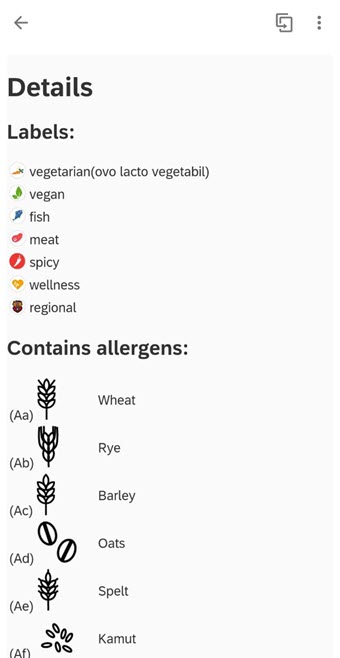 Details
Labels:
vegetarian(ovo lacto vegetabil)
vegan
fish
meat
spicy
wellness
regional
Contains allergens:
(Aa) Wheat
(Ab) Rye
(Ac) Barley
(Ad) Oats
(Ae) Spelt
(Af) Kamut